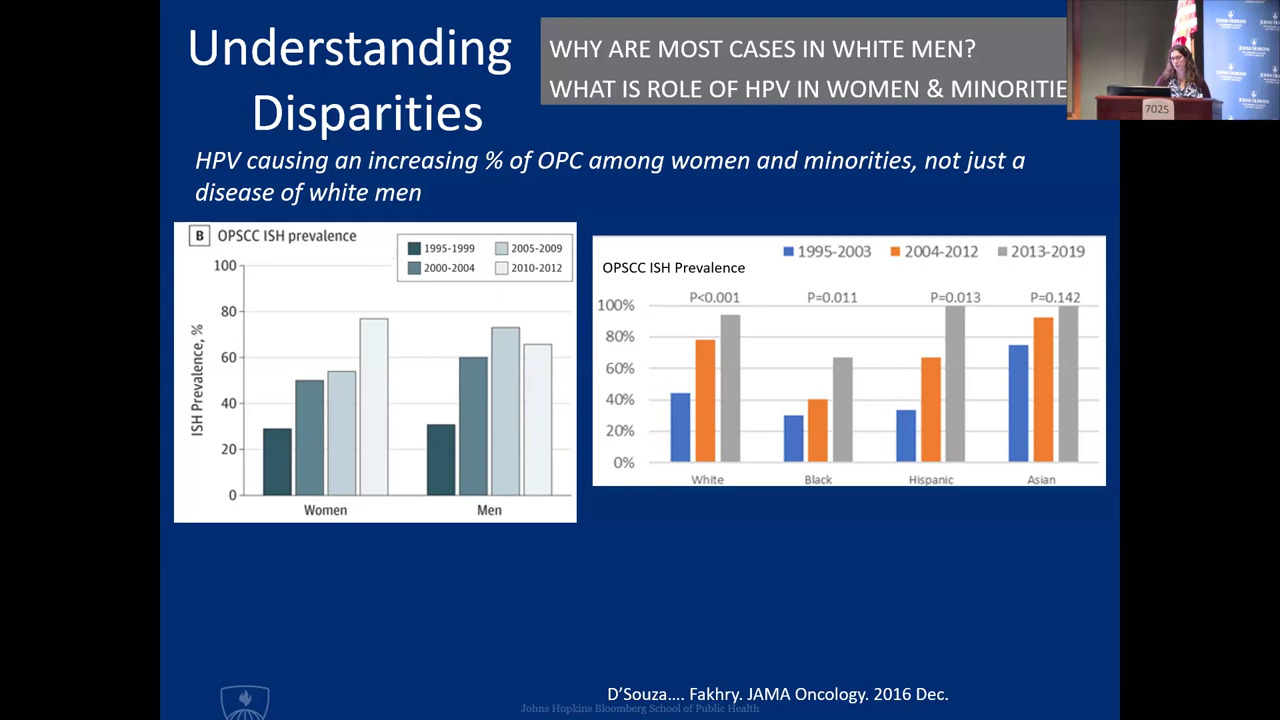 Understanding
Disparities
WHY ARE MOST CASES IN WHITE MEN?
WHAT IS ROLE OF HPV IN WOMEN & MINORITIE
7025
HPV causing an increasing % of OPC among women and minorities, not just a
disease of white men
B OPSCC ISH prevalence
1995-1999 2005-2009
2000-2004 2010-2012
ISH Prevalence, %
100
80
60
40
20
0
Women Men
1995-2003 2004-2012 2013-2019
OPSCC ISH Prevalence
P<0.001 P=0.011 P=0.013 P=0.142
100%
80%
60%
40%
20%
0%
White Black Hispanic Asian
D'Souza.... Fakhry. JAMA Oncology. 2016 Dec.
Johns Hopkins Bloomberg School of Public Health